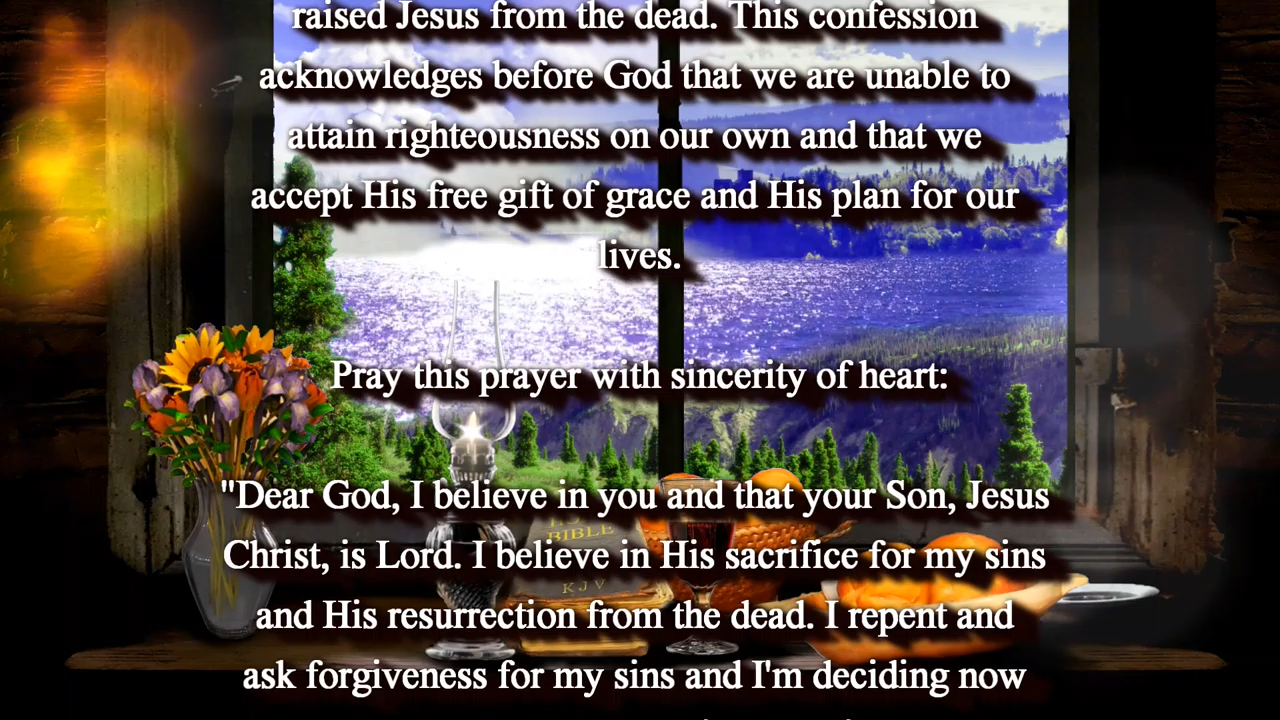 raised Jesus from the dead. This confession
acknowledges before God that we are unable to
attain righteousness on our own and that we
accept His free gift of grace and His plan for our
lives.
Pray this prayer with sincerity of heart:
"Dear God, I believe in you and that your Son, Jesus
Christ, is Lord. I believe in His sacrifice for my sins
and His resurrection from the dead. I repent and
ask forgiveness for my sins and I'm deciding now
BIBLE
KJV